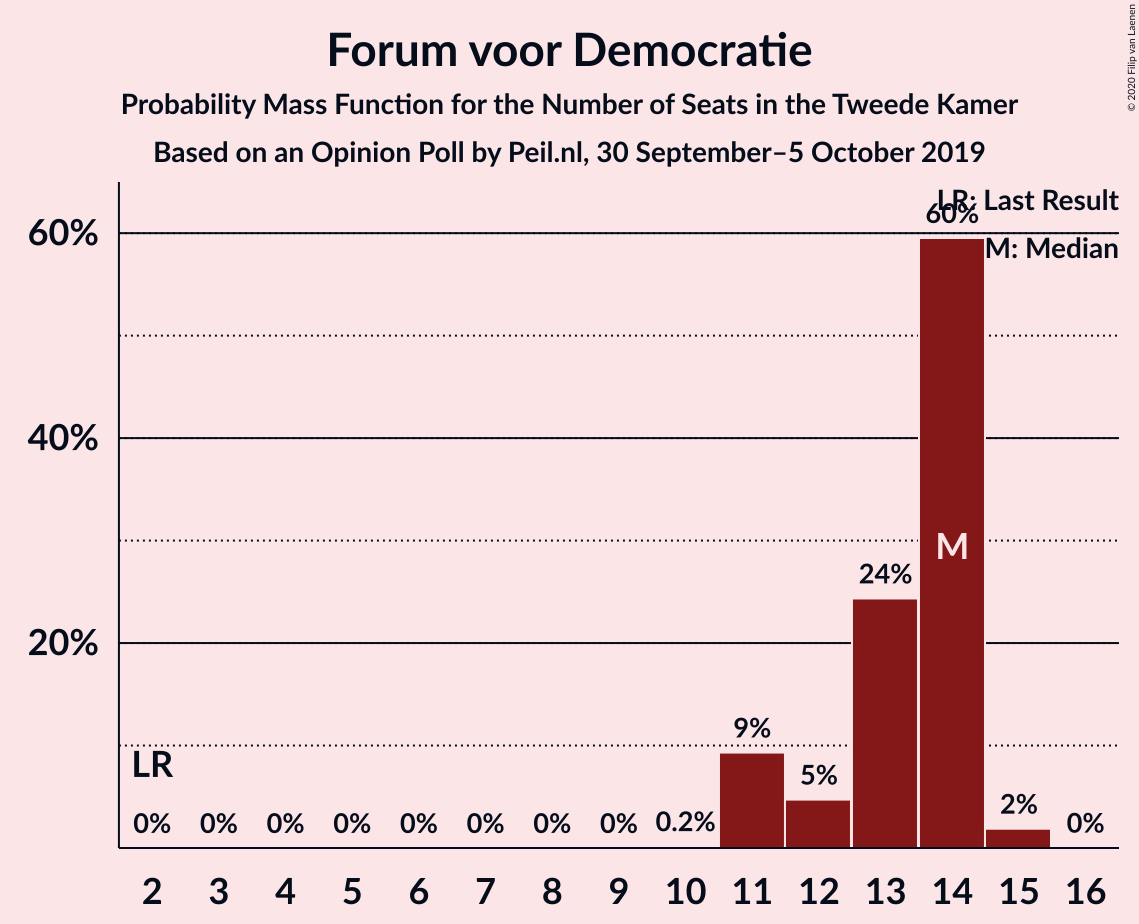 Forum voor Democratie
Probability Mass Function for the Number of Seats in the Tweede Kamer
Based on an Opinion Poll by Peil.nl, 30 September–5 October 2019
© 2020 Filip van Laenen
LR: Last Result
M: Median
60%
40%
20%
LR
0%
0%
0%
0%
0%
0%
0%
0%
0.2%
9%
5%
24%
60%
M
2%
0%
2 3 4 5 6 7 8 9 10 11 12 13 14 15 16